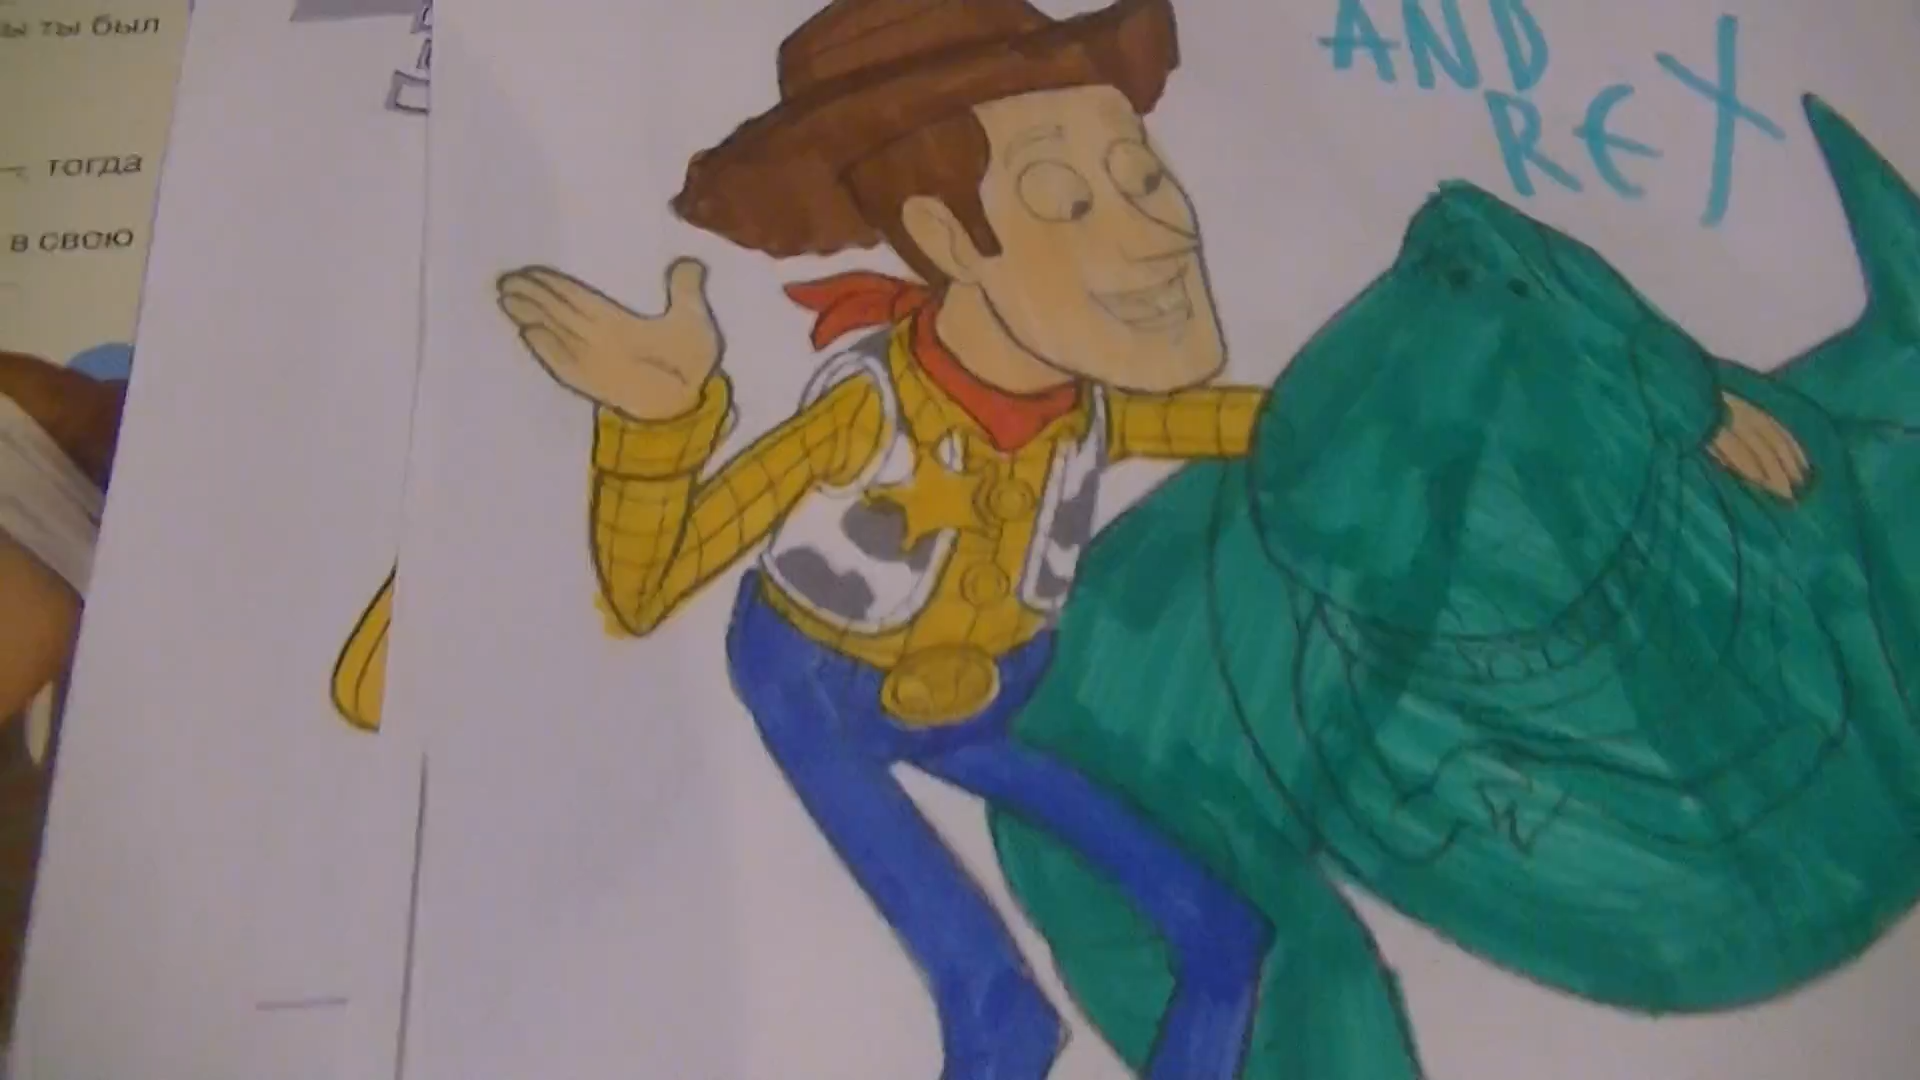 ты был
тогда
в свою
AND
REX